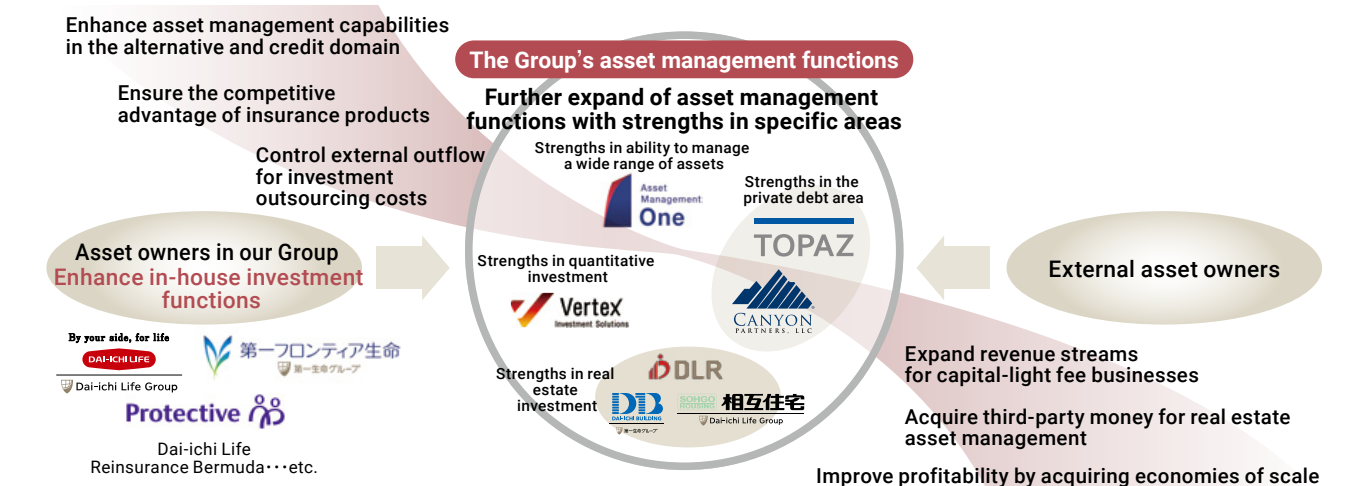 Enhance asset management capabilities
in the alternative and credit domain
Ensure the competitive
advantage of insurance products
Control external outflow
for investment
outsourcing costs
Asset owners in our Group
Enhance in-house investment
functions
By your side, for life
DAI-ICHI LIFE
Dai-ichi Life Group
第一フロンティア生命
第一生命グループ
Protective
Dai-ichi Life
Reinsurance Bermuda･･･etc.
The Group’s asset management functions
Further expand of asset management
functions with strengths in specific areas
Strengths in ability to manage
a wide range of assets
Asset
Management
One
Strengths in the
private debt area
TOPAZ
CANYON
PARTNERS, LLC
Strengths in quantitative
investment
Vertex
Investment Solutions
Strengths in real
estate
investment
DLR
DB
DAI-ICHI BUILDING
第一生命グループ
SOHGO
HOUSING
相互住宅
Dai-ichi Life Group
External asset owners
Expand revenue streams
for capital-light fee businesses
Acquire third-party money for real estate
asset management
Improve profitability by acquiring economies of scale